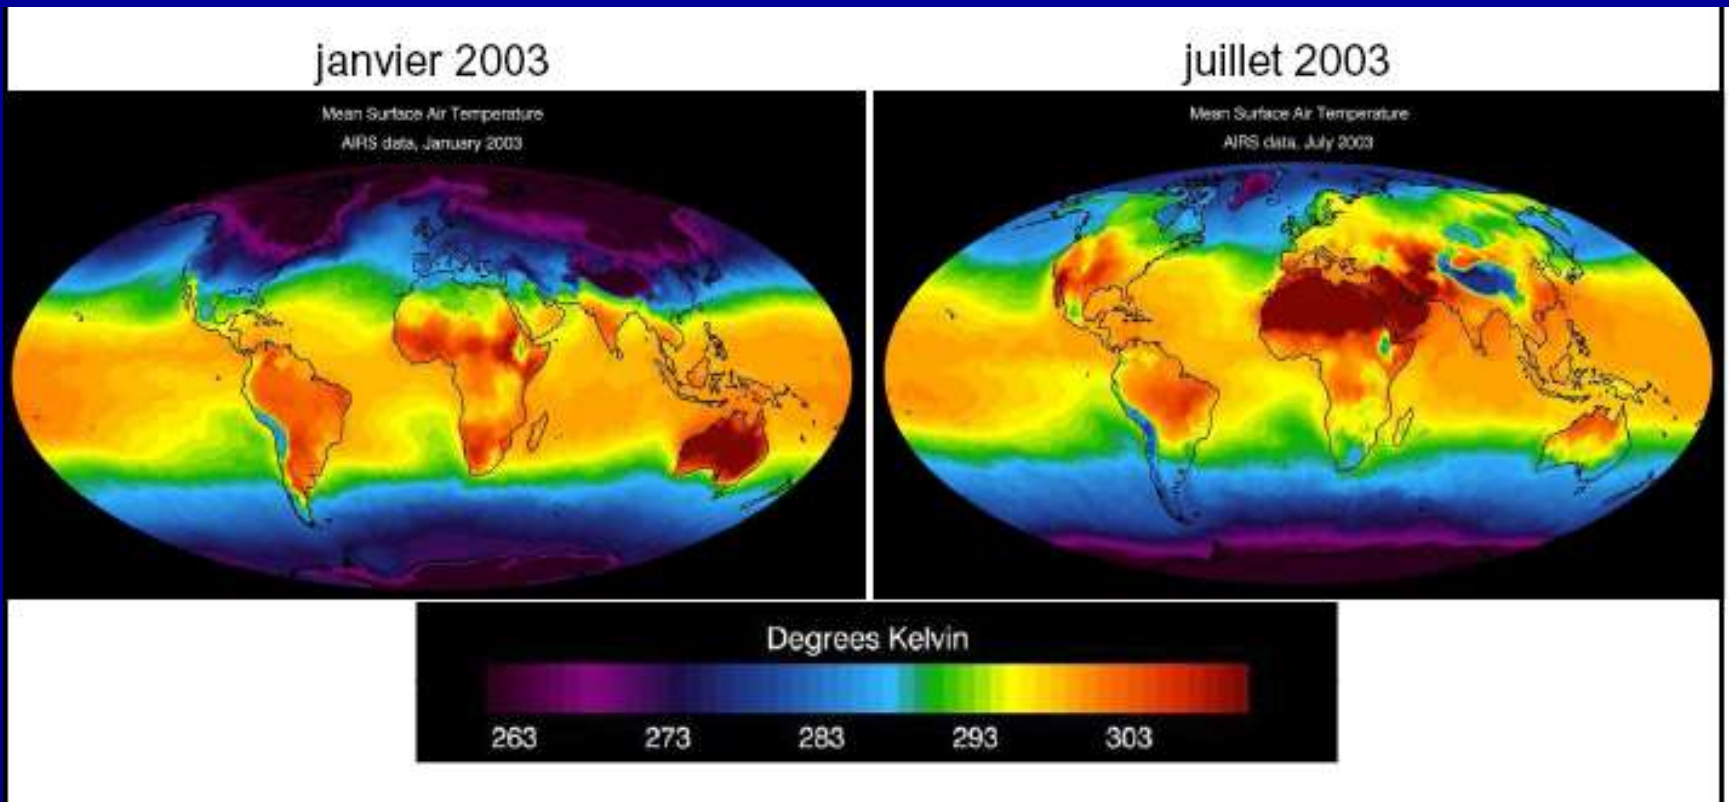 janvier 2003
Mean Surface Air Temperature
AIRS data, January 2003
juillet 2003
Mean Surface Air Temperature
AIRS data, July 2003
Degrees Kelvin
263 273 283 293 303